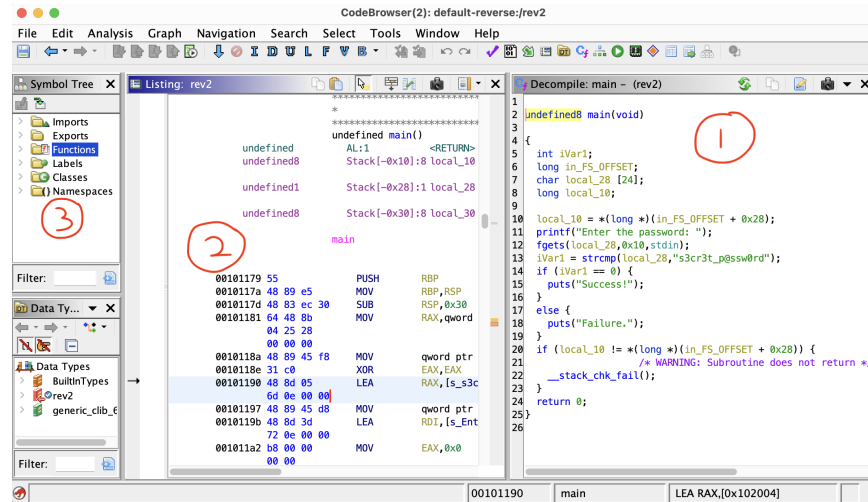 CodeBrowser(2): default-reverse:/rev2
File Edit Analysis Graph Navigation Search Select Tools Window Help
I D U L F V B
Symbol Tree
Imports
Exports
Functions
Labels
Classes
Namespaces
3
Filter:
Data Ty...
Data Types
BuiltInTypes
rev2
generic_clib_6
Filter:
Listing: rev2
*************************
*
*************************
undefined main()
undefined AL:1 <RETURN>
undefined8 Stack[-0x10]:8 local_10
undefined1 Stack[-0x28]:1 local_28
undefined8 Stack[-0x30]:8 local_30
2
main
00101179 55 PUSH RBP
0010117a 48 89 e5 MOV RBP,RSP
0010117d 48 83 ec 30 SUB RSP,0x30
00101181 64 48 8b MOV RAX,qword
04 25 28
00 00 00
0010118a 48 89 45 f8 MOV qword ptr
0010118e 31 c0 XOR EAX,EAX
00101190 48 8d 05 LEA RAX,[s_s3c
6d 0e 00 00
00101197 48 89 45 d8 MOV qword ptr
0010119b 48 8d 3d LEA RDI,[s_Ent
72 0e 00 00
001011a2 b8 00 00 MOV EAX,0x0
00 00
Decompile: main - (rev2)
1
1
2 undefined8 main(void)
3
4 {
5 int iVar1;
6 long in_FS_OFFSET;
7 char local_28 [24];
8 long local_10;
9
10 local_10 = *(long *)(in_FS_OFFSET + 0x28);
11 printf("Enter the password: ");
12 fgets(local_28,0x10,stdin);
13 iVar1 = strcmp(local_28,"s3cr3t_p@ssw0rd");
14 if (iVar1 == 0) {
15 puts("Success!");
16 }
17 else {
18 puts("Failure.");
19 }
20 if (local_10 != *(long *)(in_FS_OFFSET + 0x28)) {
21 /* WARNING: Subroutine does not return *
22 __stack_chk_fail();
23 }
24 return 0;
25 }
26
00101190 main LEA RAX,[0x102004]